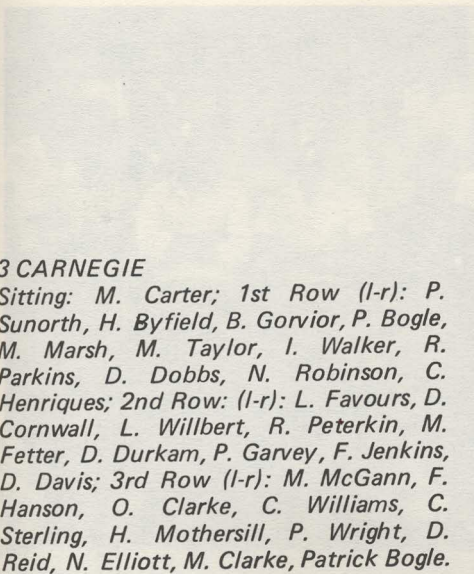 3 CARNEGIE
Sitting: M. Carter; 1st Row (l-r): P.
Sunorth, H. Byfield, B. Gorvior, P. Bogle,
M. Marsh, M. Taylor, I. Walker, R.
Parkins, D. Dobbs, N. Robinson, C.
Henriques; 2nd Row: (l-r): L. Favours, D.
Cornwall, L. Willbert, R. Peterkin, M.
Fetter, D. Durkam, P. Garvey, F. Jenkins,
D. Davis; 3rd Row (l-r): M. McGann, F.
Hanson, O. Clarke, C. Williams, C.
Sterling, H. Mothersill, P. Wright, D.
Reid, N. Elliott, M. Clarke, Patrick Bogle.